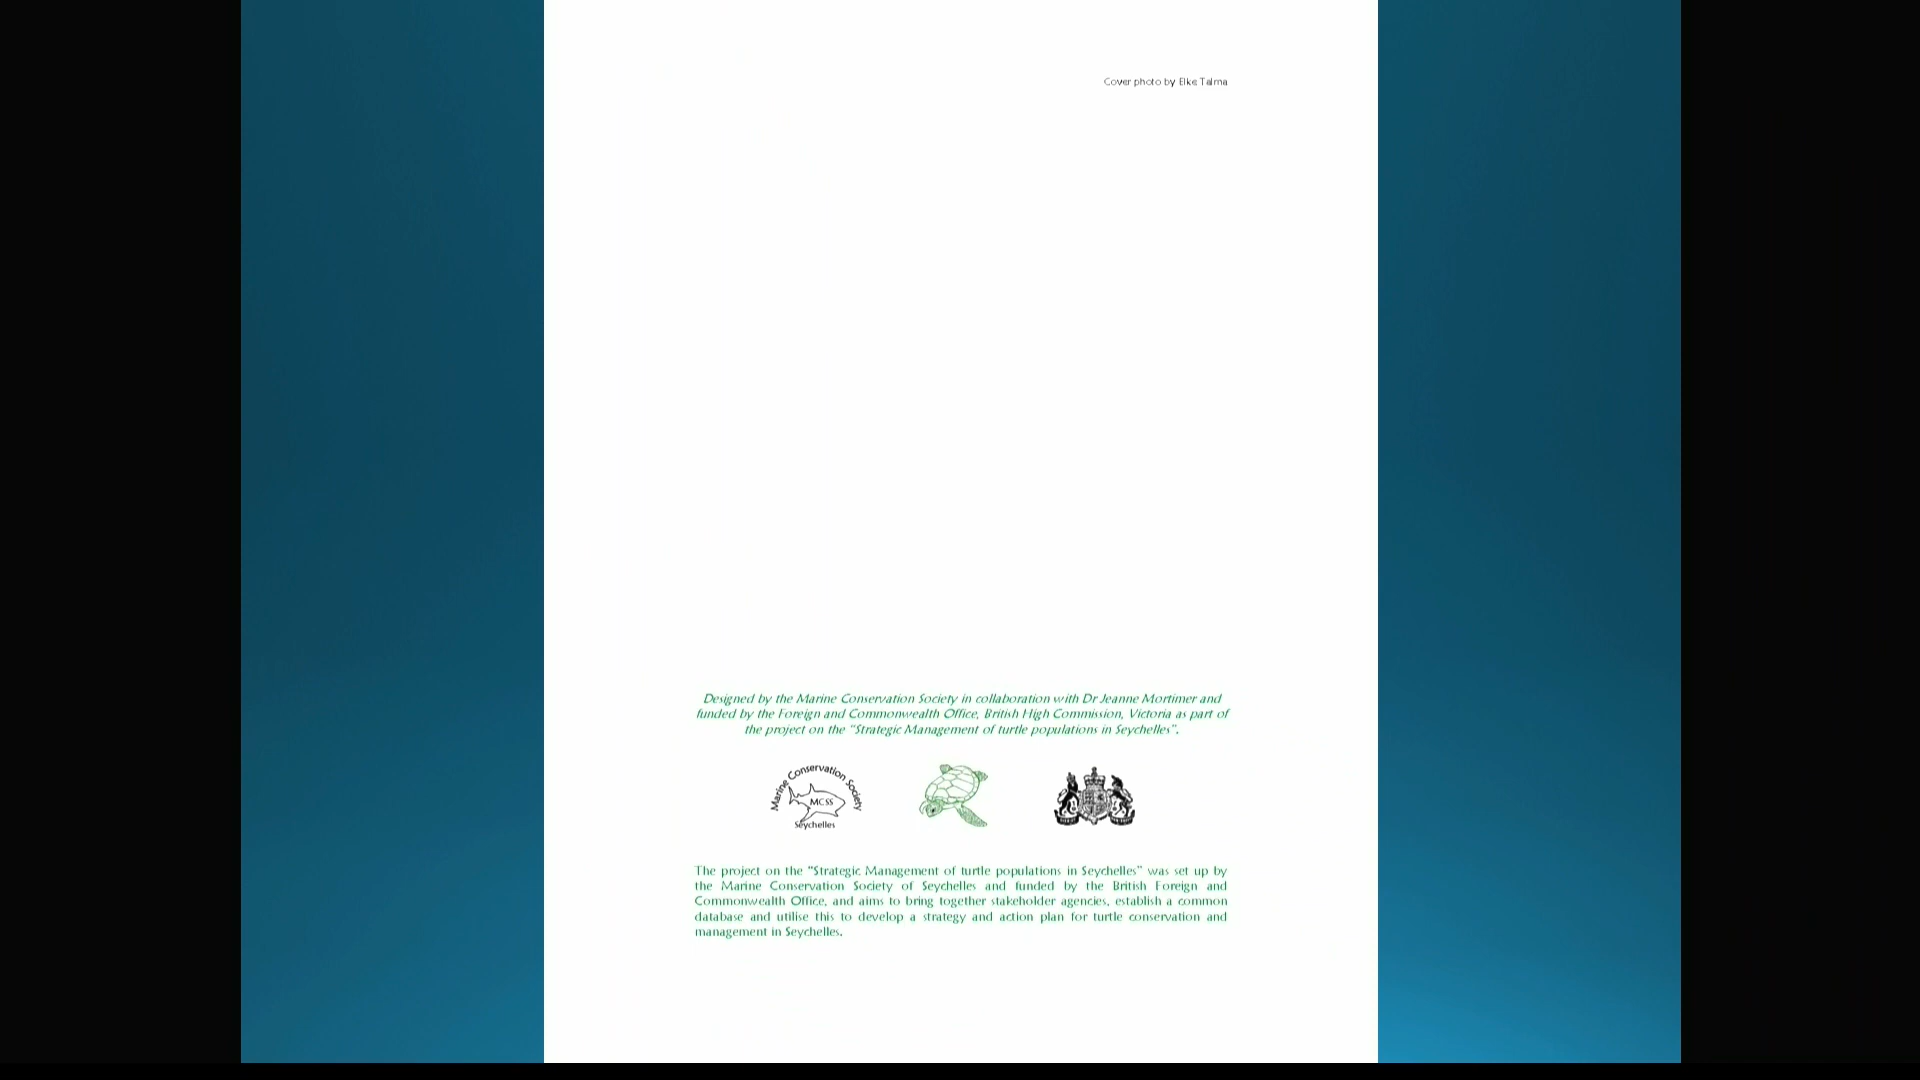 Cover photo by Elke Talma
Designed by the Marine Conservation Society in collaboration with Dr Jeanne Mortimer and
funded by the Foreign and Commonwealth Office, British High Commission, Victoria as part of
the project on the "Strategic Management of turtle populations in Seychelles".
Marine Conservation Society
MCSS
Seychelles
The project on the "Strategic Management of turtle populations in Seychelles" was set up by
the Marine Conservation Society of Seychelles and funded by the British Foreign and
Commonwealth Office, and aims to bring together stakeholder agencies, establish a common
database and utilise this to develop a strategy and action plan for turtle conservation and
management in Seychelles.